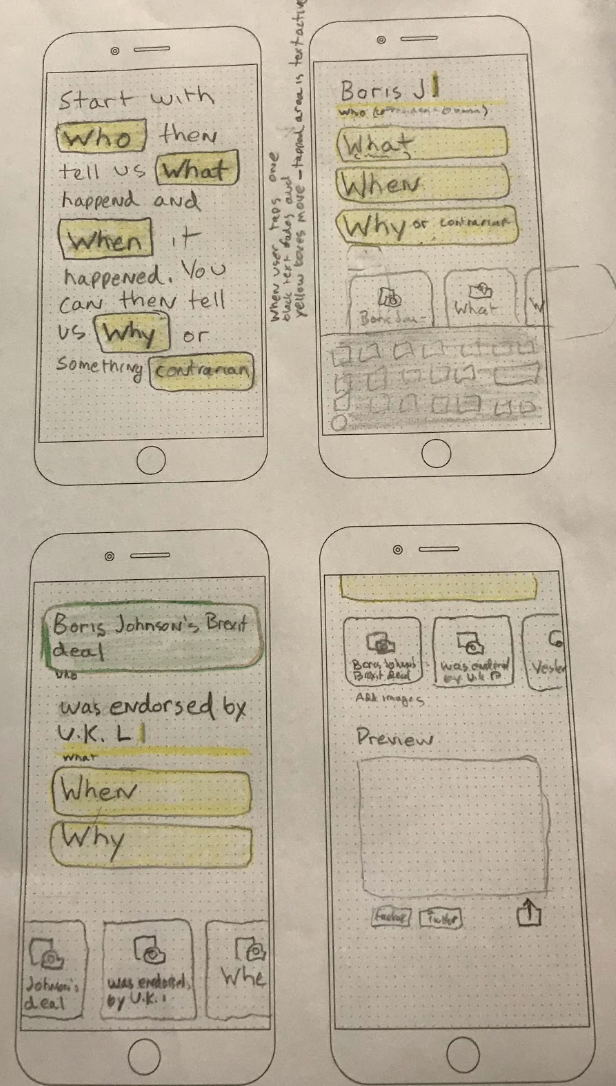 Start with
Who then
tell us What
happend and
When it
happened. You
can then tell
us Why or
something contrarian
When user taps one
black text fades and
yellow boxes move - tapped area is text active
Boris J
Who
What
When
Why or contrarian
Boris Jou-
What
W
Boris Johnson's Brexit
deal
Who
was endorsed by
U.K. L
What
When
Why
Johnson's
deal
was endorsed
by U.K.
Whe
Boris Johnson's
Brexit deal
was endorsed
by U.K.
Yester
Add images
Preview
Facebook
Twitter